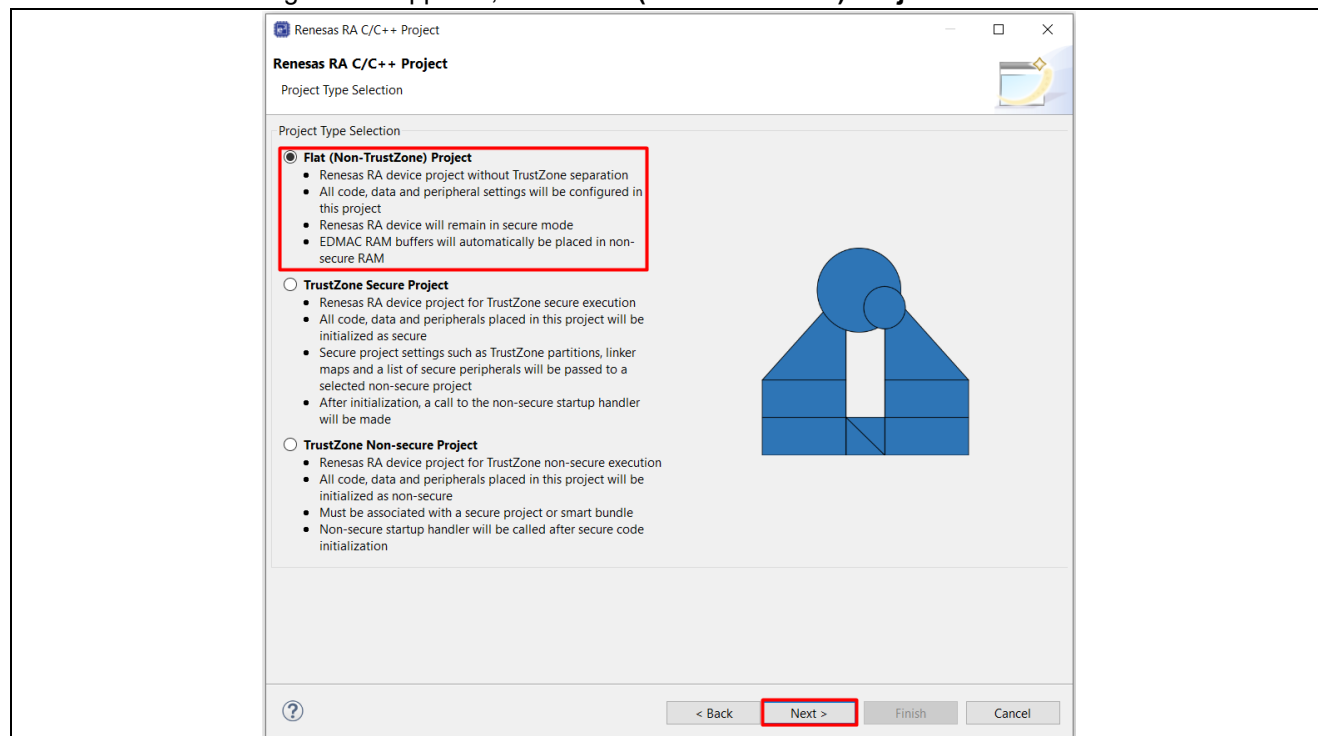 Renesas RA C/C++ Project
Renesas RA C/C++ Project
Project Type Selection
Project Type Selection
Flat (Non-TrustZone) Project
• Renesas RA device project without TrustZone separation
• All code, data and peripheral settings will be configured in
this project
• Renesas RA device will remain in secure mode
• EDMAC RAM buffers will automatically be placed in non-
secure RAM
TrustZone Secure Project
• Renesas RA device project for TrustZone secure execution
• All code, data and peripherals placed in this project will be
initialized as secure
• Secure project settings such as TrustZone partitions, linker
maps and a list of secure peripherals will be passed to a
selected non-secure project
• After initialization, a call to the non-secure startup handler
will be made
TrustZone Non-secure Project
• Renesas RA device project for TrustZone non-secure execution
• All code, data and peripherals placed in this project will be
initialized as non-secure
• Must be associated with a secure project or smart bundle
• Non-secure startup handler will be called after secure code
initialization
? < Back Next > Finish Cancel